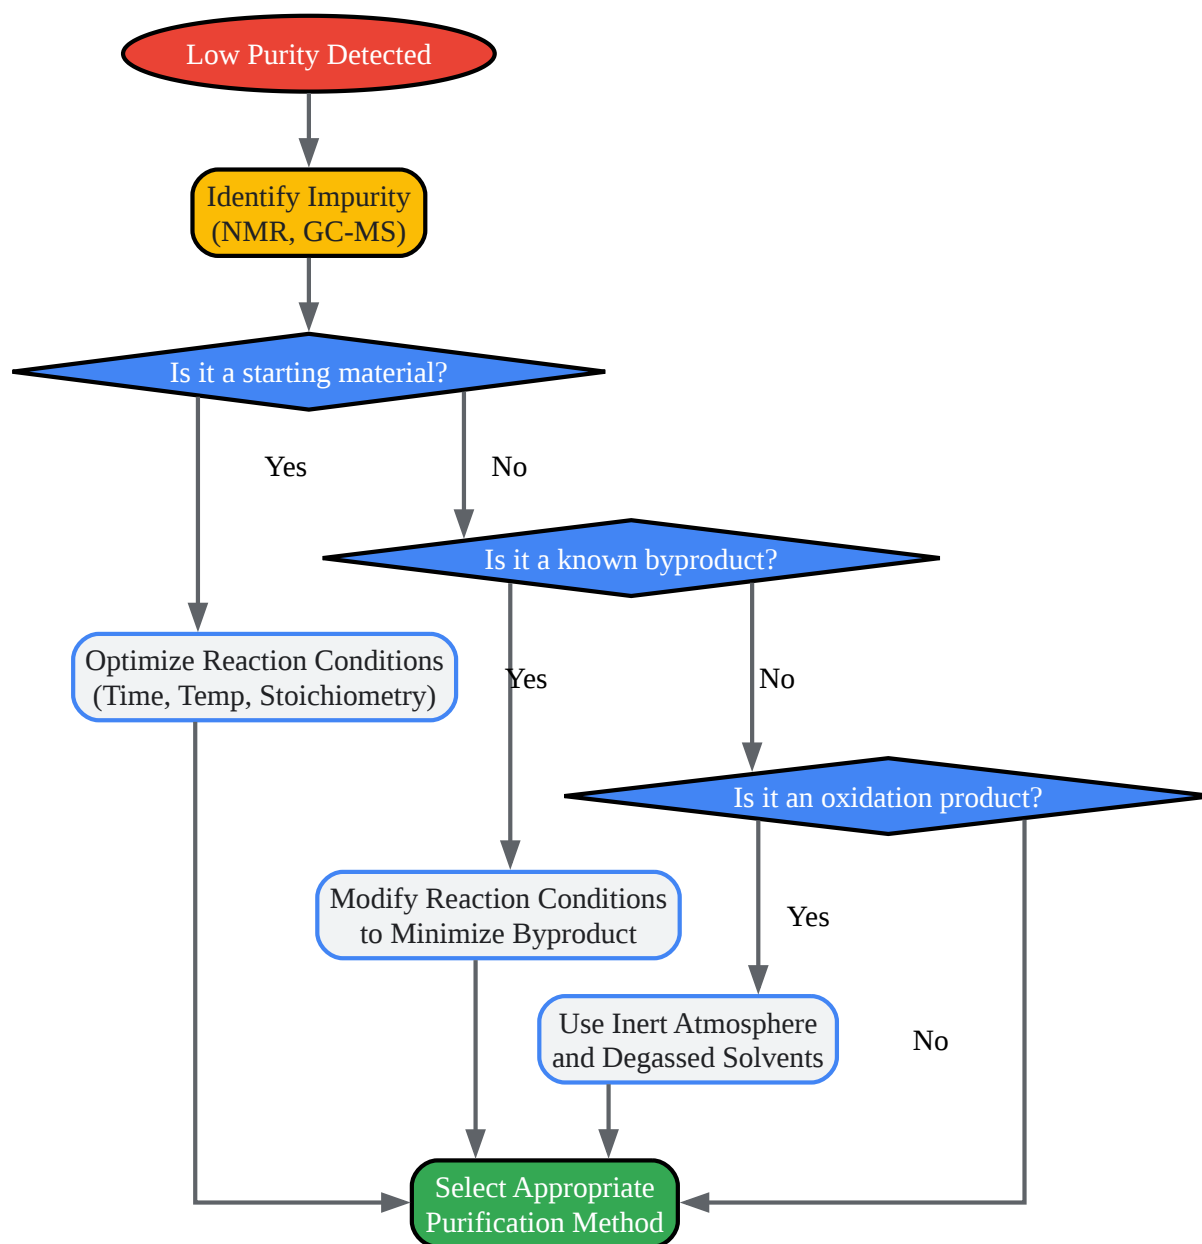 Low Purity Detected
Identify Impurity
(NMR, GC-MS)
Is it a starting material?
Yes
No
Is it a known byproduct?
Optimize Reaction Conditions
(Time, Temp, Stoichiometry)
Yes
No
Is it an oxidation product?
Modify Reaction Conditions
to Minimize Byproduct
Yes
Use Inert Atmosphere
and Degassed Solvents
No
Select Appropriate
Purification Method